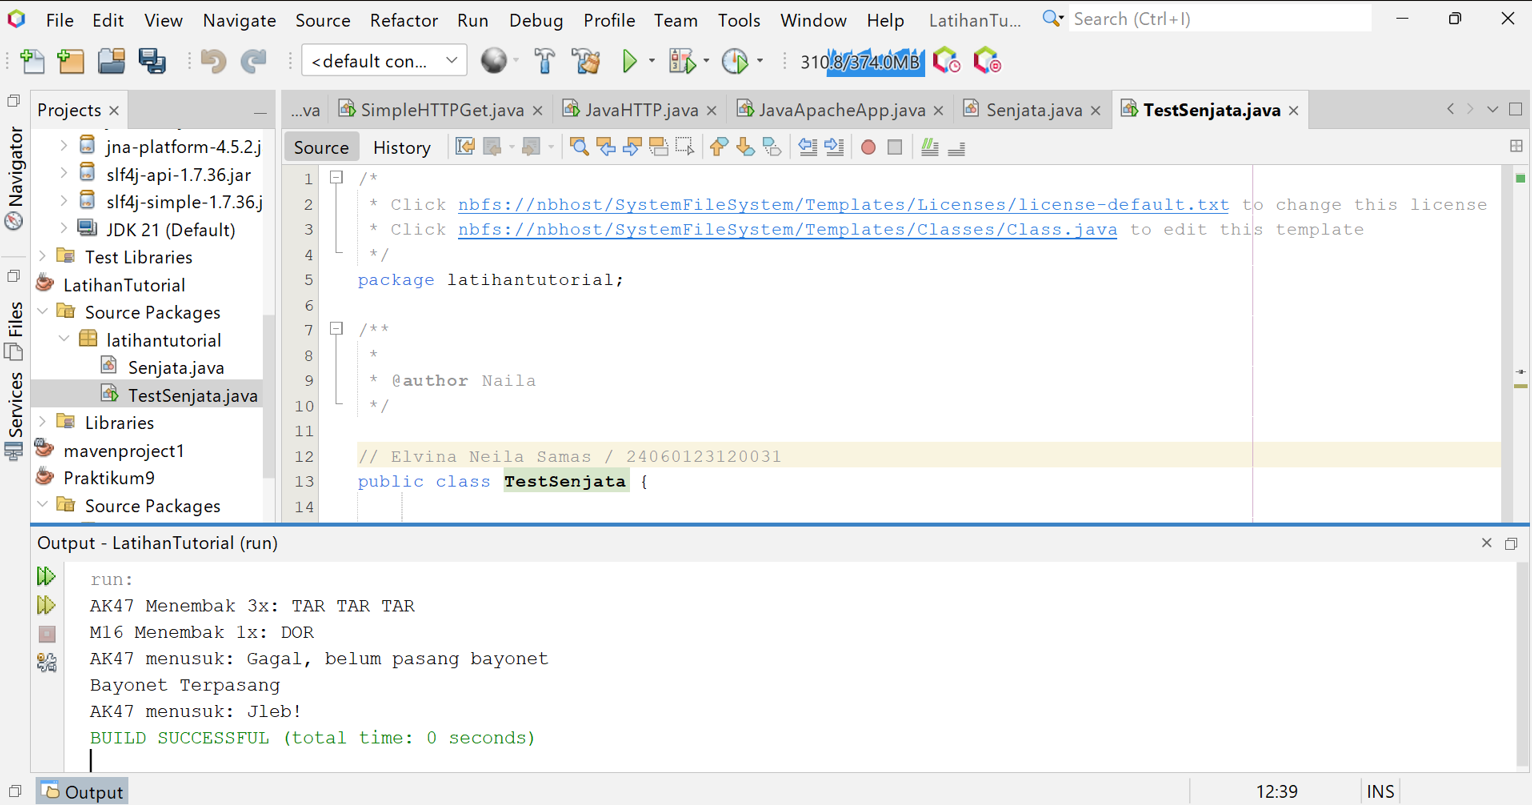 File Edit View Navigate Source Refactor Run Debug Profile Team Tools Window Help LatihanTu... Search (Ctrl+I)
<default con... 310.8/374.0MB
Projects
...va SimpleHTTPGet.java JavaHTTP.java JavaApacheApp.java Senjata.java TestSenjata.java
Source History
Navigator
Files
Services
jna-platform-4.5.2.j
slf4j-api-1.7.36.jar
slf4j-simple-1.7.36.j
JDK 21 (Default)
Test Libraries
LatihanTutorial
Source Packages
latihantutorial
Senjata.java
TestSenjata.java
Libraries
mavenproject1
Praktikum9
Source Packages
1 /*
2 * Click nbfs://nbhost/SystemFileSystem/Templates/Licenses/license-default.txt to change this license
3 * Click nbfs://nbhost/SystemFileSystem/Templates/Classes/Class.java to edit this template
4 */
5 package latihantutorial;
6
7 /**
8 *
9 * @author Naila
10 */
11
12 // Elvina Neila Samas / 24060123120031
13 public class TestSenjata {
14
Output - LatihanTutorial (run)
run:
AK47 Menembak 3x: TAR TAR TAR
M16 Menembak 1x: DOR
AK47 menusuk: Gagal, belum pasang bayonet
Bayonet Terpasang
AK47 menusuk: Jleb!
BUILD SUCCESSFUL (total time: 0 seconds)
Output 12:39 INS